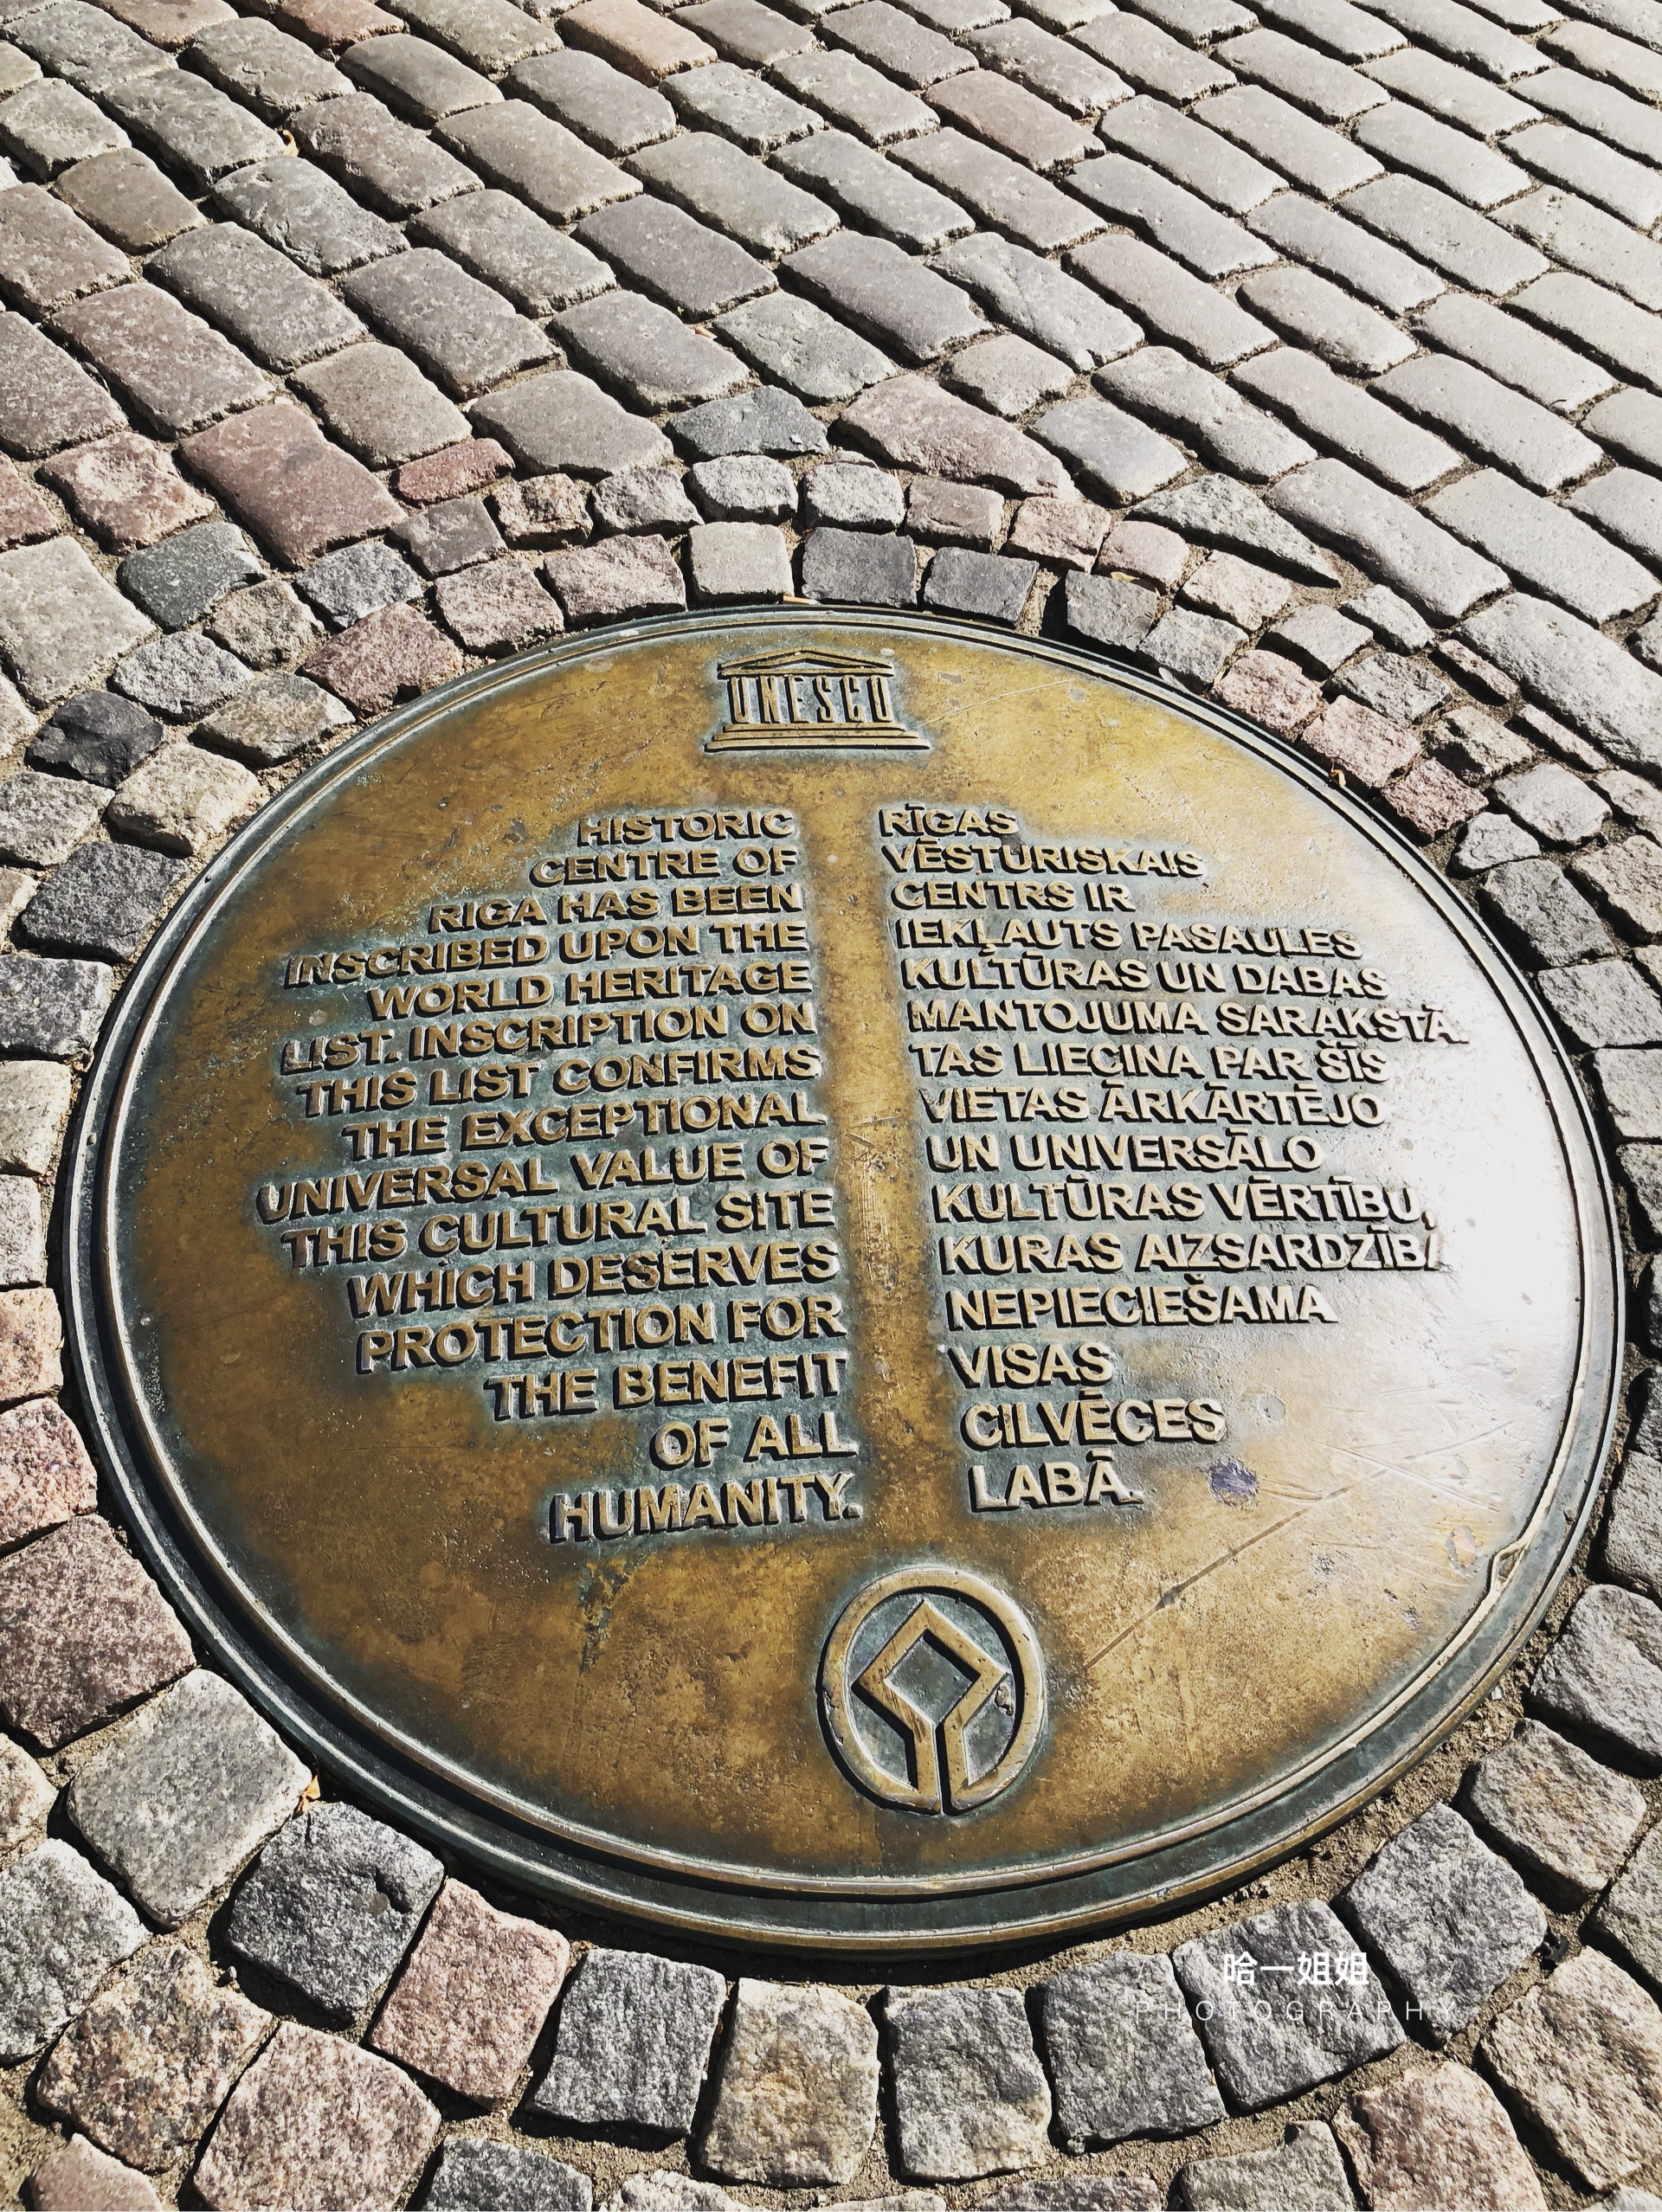 UNESCO
HISTORIC
CENTRE OF
RIGA HAS BEEN
INSCRIBED UPON THE
WORLD HERITAGE
LIST. INSCRIPTION ON
THIS LIST CONFIRMS
THE EXCEPTIONAL
UNIVERSAL VALUE OF
THIS CULTURAL SITE
WHICH DESERVES
PROTECTION FOR
THE BENEFIT
OF ALL
HUMANITY.
RĪGAS
VĒSTURISKAIS
CENTRS IR
IEKĻAUTS PASAULES
KULTŪRAS UN DABAS
MANTOJUMA SARAKSTĀ.
TAS LIECINA PAR ŠĪS
VIETAS ĀRKĀRTĒJO
UN UNIVERSĀLO
KULTŪRAS VĒRTĪBU,
KURAS AIZSARDZĪBA
NEPIECIEŠAMA
VISAS
CILVĒCES
LABĀ.
哈一姐姐
PHOTOGRAPHY